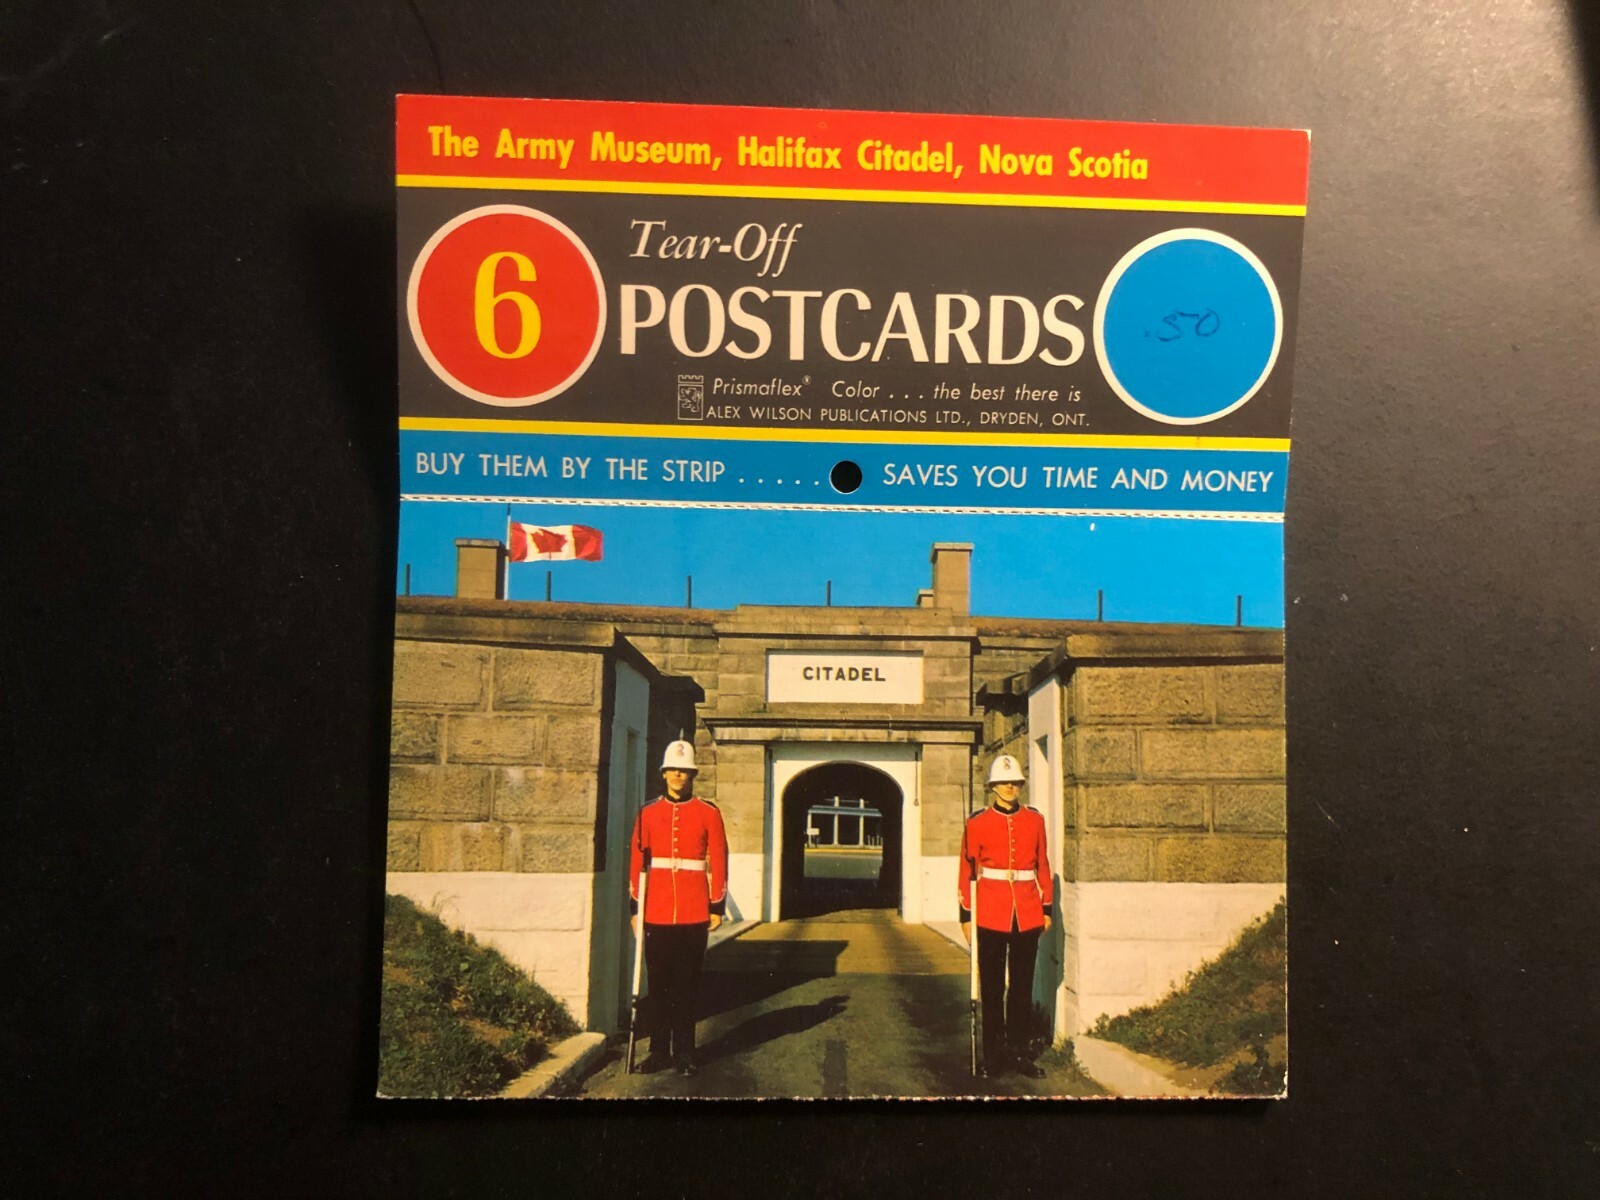 The Army Museum, Halifax Citadel, Nova Scotia
6
Tear-Off
POSTCARDS
.50
Prismaflex® Color . . . the best there is
ALEX WILSON PUBLICATIONS LTD., DRYDEN, ONT.
BUY THEM BY THE STRIP ..... SAVES YOU TIME AND MONEY
CITADEL